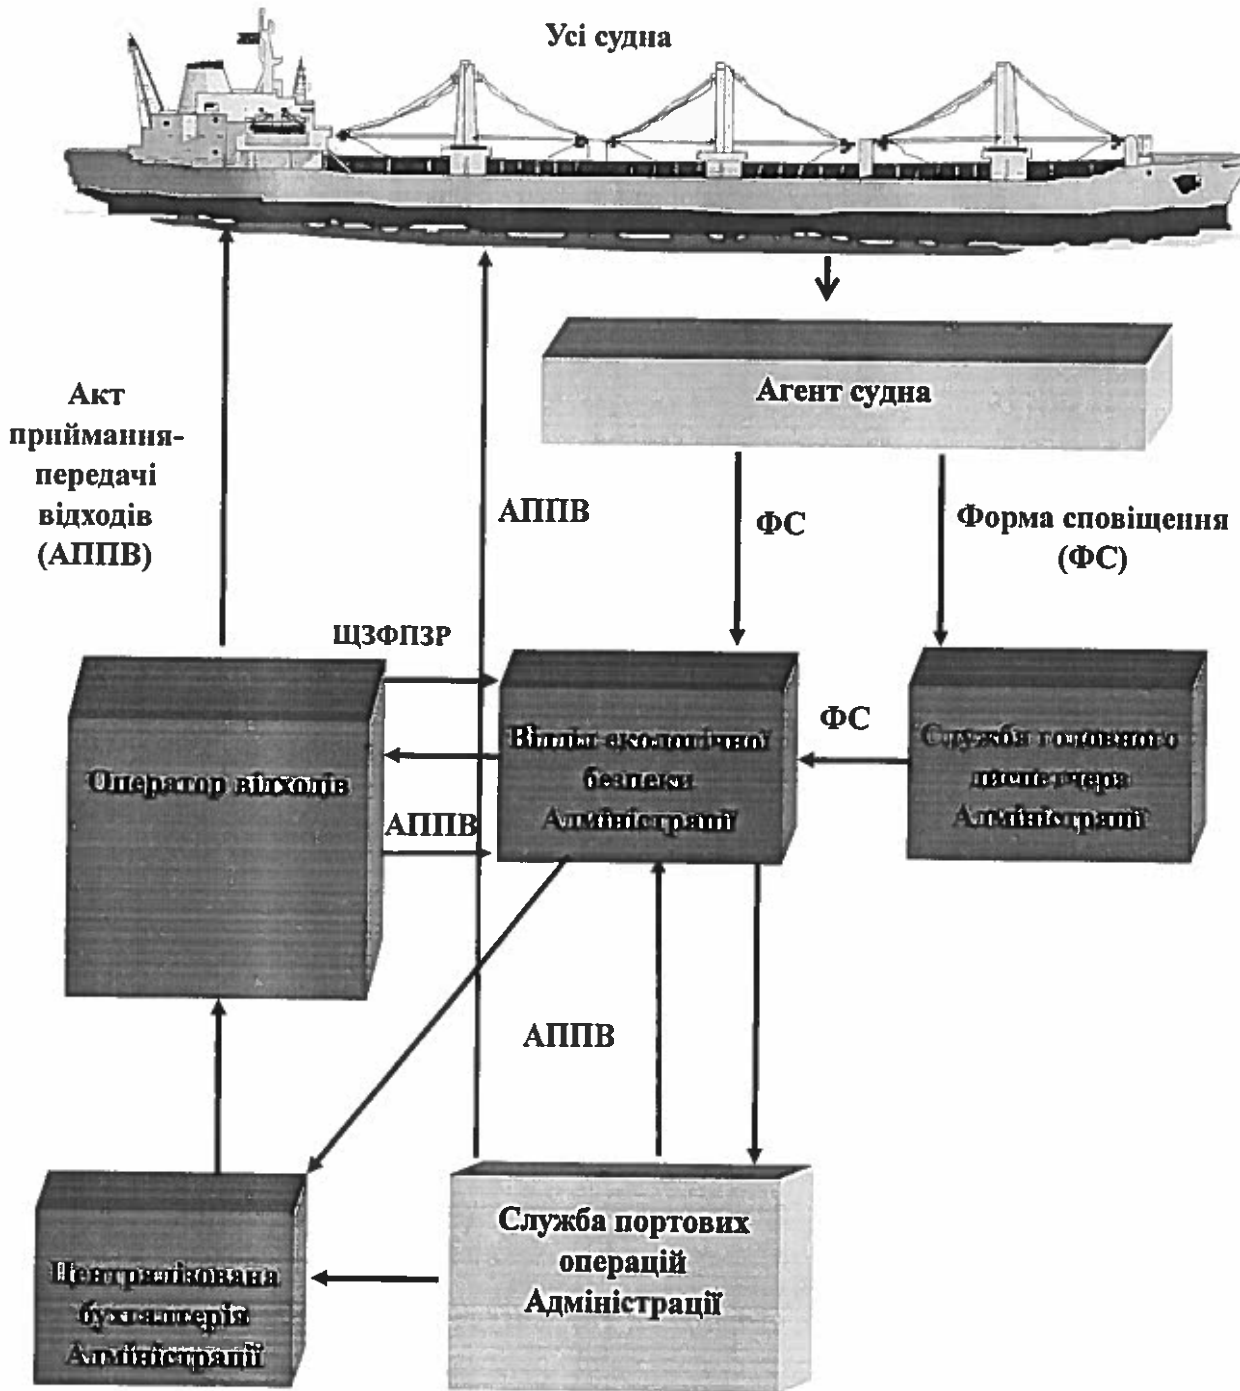 Усі судна
Агент судна
Акт
приймання-
передачі
відходів
(АППВ)
АППВ
ФС
Форма сповіщення
(ФС)
ЩЗФПЗР
Оператор відходів
Відділ екологічної
безпеки
Адміністрації
ФС
Служба головного
диспетчера
Адміністрації
АППВ
АППВ
Служба портових
операцій
Адміністрації
Централізована
бухгалтерія
Адміністрації